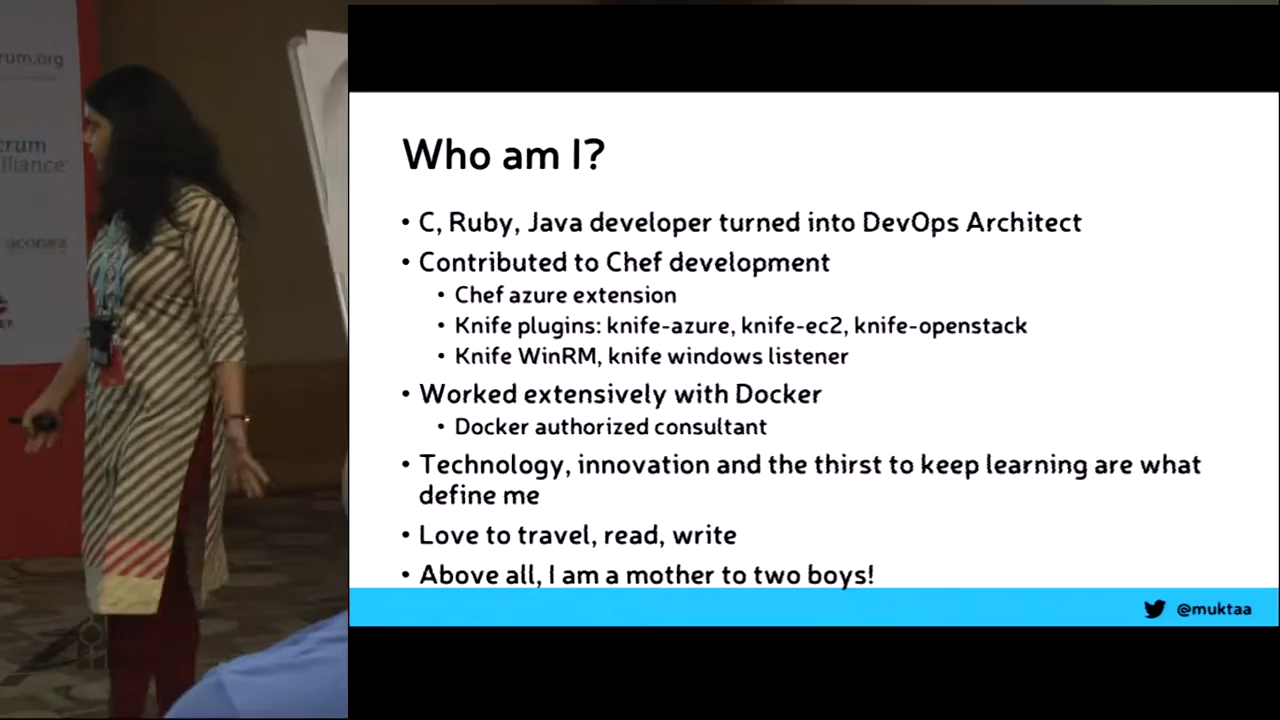 rum.org
crum
lliance
aconex
Who am I?
• C, Ruby, Java developer turned into DevOps Architect
• Contributed to Chef development
• Chef azure extension
• Knife plugins: knife-azure, knife-ec2, knife-openstack
• Knife WinRM, knife windows listener
• Worked extensively with Docker
• Docker authorized consultant
• Technology, innovation and the thirst to keep learning are what
define me
• Love to travel, read, write
• Above all, I am a mother to two boys!
@muktaa